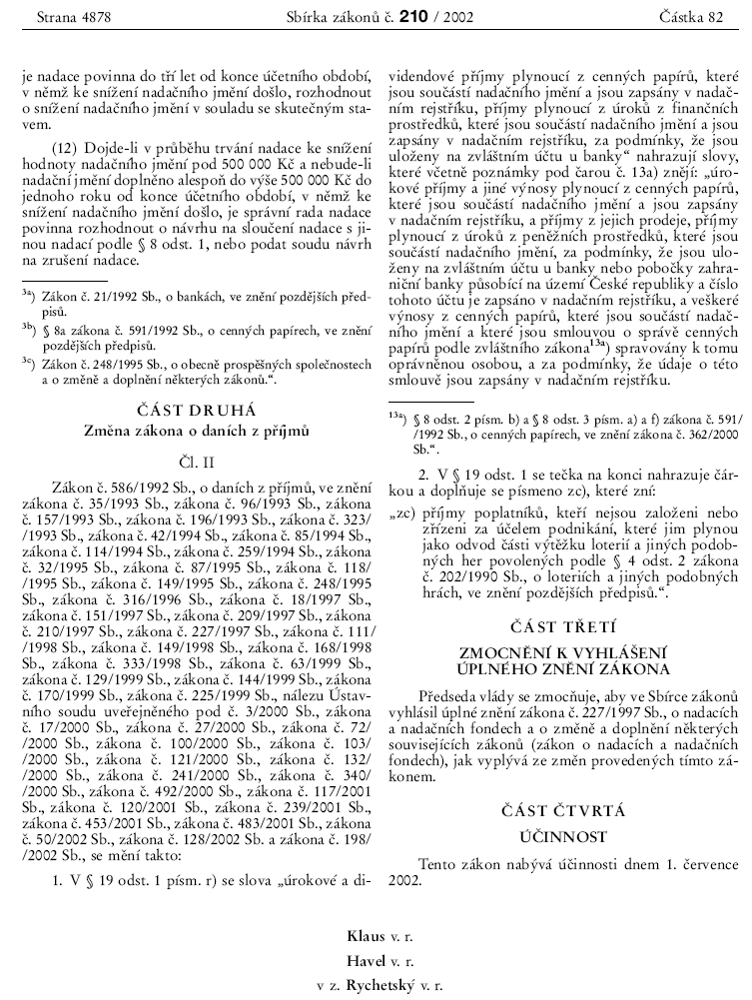 Strana 4878
Sbírka zákonů č. 210 / 2002
Částka 82
je nadace povinna do tří let od konce účetního období,
v němž ke snížení nadačního jmění došlo, rozhodnout
o snížení nadačního jmění v souladu se skutečným sta-
vem.
(12) Dojde-li v průběhu trvání nadace ke snížení
hodnoty nadačního jmění pod 500 000 Kč a nebude-li
nadační jmění doplněno alespoň do výše 500 000 Kč do
jednoho roku od konce účetního období, v němž ke
snížení nadačního jmění došlo, je správní rada nadace
povinna rozhodnout o návrhu na sloučení nadace s ji-
nou nadací podle § 8 odst. 1, nebo podat soudu návrh
na zrušení nadace.
3a) Zákon č. 21/1992 Sb., o bankách, ve znění pozdějších před-
pisů.
3b) § 8a zákona č. 591/1992 Sb., o cenných papírech, ve znění
pozdějších předpisů.
3c) Zákon č. 248/1995 Sb., o obecně prospěšných společnostech
a o změně a doplnění některých zákonů.“.
ČÁST DRUHÁ
Změna zákona o daních z příjmů
Čl. II
Zákon č. 586/1992 Sb., o daních z příjmů, ve znění
zákona č. 35/1993 Sb., zákona č. 96/1993 Sb., zákona
č. 157/1993 Sb., zákona č. 196/1993 Sb., zákona č. 323/
/1993 Sb., zákona č. 42/1994 Sb., zákona č. 85/1994 Sb.,
zákona č. 114/1994 Sb., zákona č. 259/1994 Sb., zákona
č. 32/1995 Sb., zákona č. 87/1995 Sb., zákona č. 118/
/1995 Sb., zákona č. 149/1995 Sb., zákona č. 248/1995
Sb., zákona č. 316/1996 Sb., zákona č. 18/1997 Sb.,
zákona č. 151/1997 Sb., zákona č. 209/1997 Sb., zákona
č. 210/1997 Sb., zákona č. 227/1997 Sb., zákona č. 111/
/1998 Sb., zákona č. 149/1998 Sb., zákona č. 168/1998
Sb., zákona č. 333/1998 Sb., zákona č. 63/1999 Sb.,
zákona č. 129/1999 Sb., zákona č. 144/1999 Sb., zákona
č. 170/1999 Sb., zákona č. 225/1999 Sb., nálezu Ústav-
ního soudu uveřejněného pod č. 3/2000 Sb., zákona
č. 17/2000 Sb., zákona č. 27/2000 Sb., zákona č. 72/
/2000 Sb., zákona č. 100/2000 Sb., zákona č. 103/
/2000 Sb., zákona č. 121/2000 Sb., zákona č. 132/
/2000 Sb., zákona č. 241/2000 Sb., zákona č. 340/
/2000 Sb., zákona č. 492/2000 Sb., zákona č. 117/2001
Sb., zákona č. 120/2001 Sb., zákona č. 239/2001 Sb.,
zákona č. 453/2001 Sb., zákona č. 483/2001 Sb., zákona
č. 50/2002 Sb., zákona č. 128/2002 Sb. a zákona č. 198/
/2002 Sb., se mění takto:
1. V § 19 odst. 1 písm. r) se slova „úrokové a di-
videndové příjmy plynoucí z cenných papírů, které
jsou součástí nadačního jmění a jsou zapsány v nadač-
ním rejstříku, příjmy plynoucí z úroků z finančních
prostředků, které jsou součástí nadačního jmění a jsou
zapsány v nadačním rejstříku, za podmínky, že jsou
uloženy na zvláštním účtu u banky“ nahrazují slovy,
které včetně poznámky pod čarou č. 13a) znějí: „úro-
kové příjmy a jiné výnosy plynoucí z cenných papírů,
které jsou součástí nadačního jmění a jsou zapsány
v nadačním rejstříku, a příjmy z jejich prodeje, příjmy
plynoucí z úroků z peněžních prostředků, které jsou
součástí nadačního jmění, za podmínky, že jsou ulo-
ženy na zvláštním účtu u banky nebo pobočky zahra-
niční banky působící na území České republiky a číslo
tohoto účtu je zapsáno v nadačním rejstříku, a veškeré
výnosy z cenných papírů, které jsou součástí nadač-
ního jmění a které jsou smlouvou o správě cenných
papírů podle zvláštního zákona13a) spravovány k tomu
oprávněnou osobou, a za podmínky, že údaje o této
smlouvě jsou zapsány v nadačním rejstříku.
13a) § 8 odst. 2 písm. b) a § 8 odst. 3 písm. a) a f) zákona č. 591/
/1992 Sb., o cenných papírech, ve znění zákona č. 362/2000
Sb.“.
2. V § 19 odst. 1 se tečka na konci nahrazuje čár-
kou a doplňuje se písmeno zc), které zní:
„zc) příjmy poplatníků, kteří nejsou založeni nebo
zřízeni za účelem podnikání, které jim plynou
jako odvod části výtěžku loterií a jiných podob-
ných her povolených podle § 4 odst. 2 zákona
č. 202/1990 Sb., o loteriích a jiných podobných
hrách, ve znění pozdějších předpisů.“.
ČÁST TŘETÍ
ZMOCNĚNÍ K VYHLÁŠENÍ
ÚPLNÉHO ZNĚNÍ ZÁKONA
Předseda vlády se zmocňuje, aby ve Sbírce zákonů
vyhlásil úplné znění zákona č. 227/1997 Sb., o nadacích
a nadačních fondech a o změně a doplnění některých
souvisejících zákonů (zákon o nadacích a nadačních
fondech), jak vyplývá ze změn provedených tímto zá-
konem.
ČÁST ČTVRTÁ
ÚČINNOST
Tento zákon nabývá účinnosti dnem 1. července
2002.
Klaus v. r.
Havel v. r.
v z. Rychetský v. r.